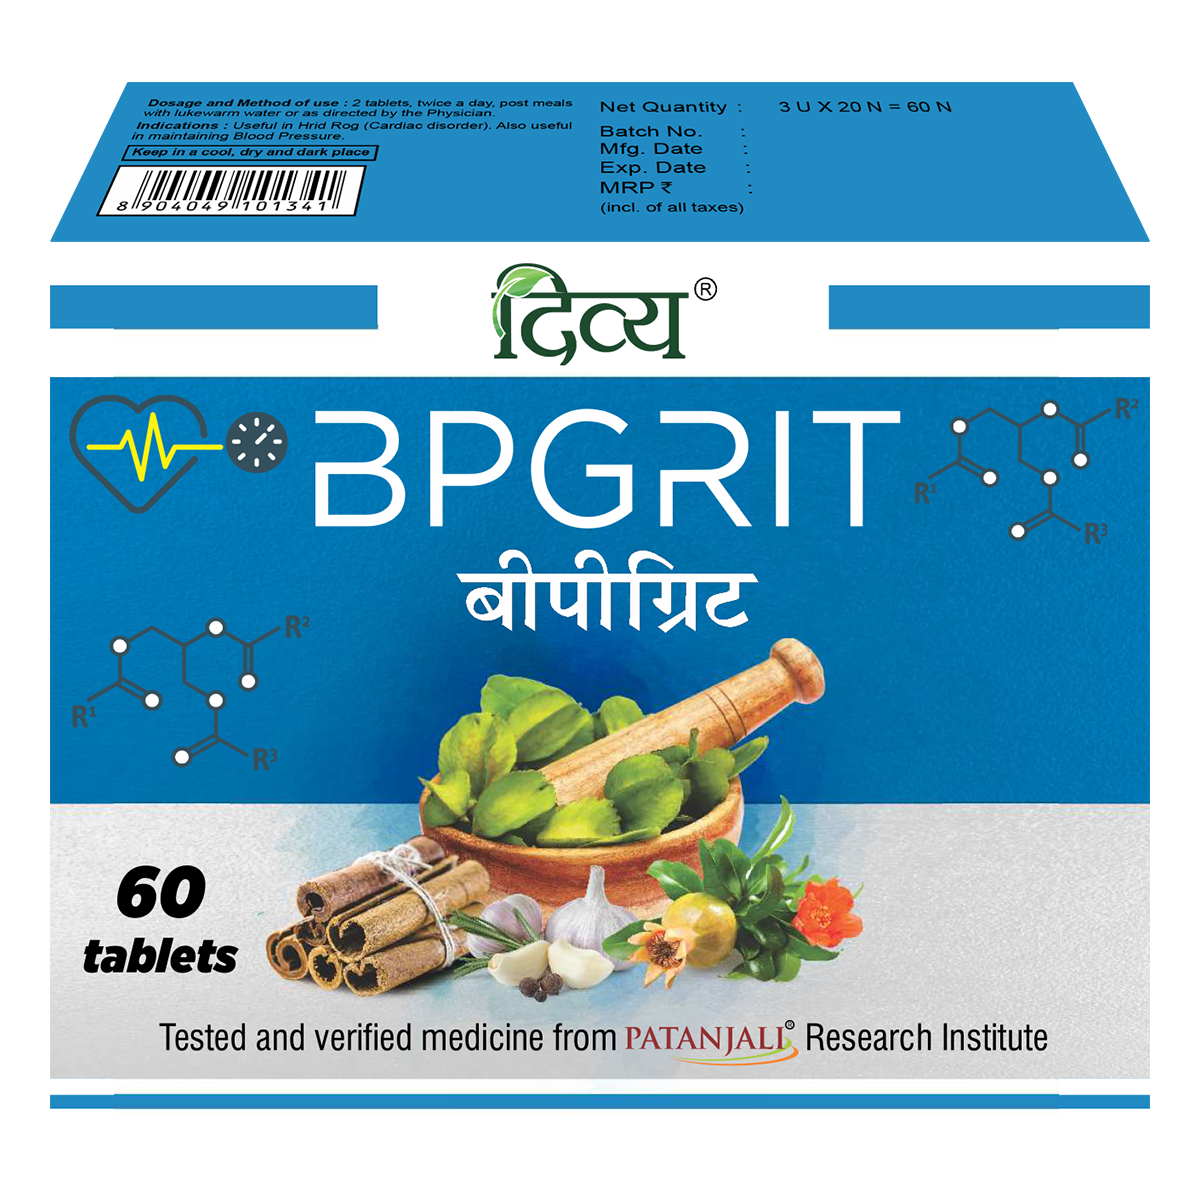 Dosage and Method of use : 2 tablets, twice a day, post meals
with lukewarm water or as directed by the Physician.
Indications : Useful in Hrid Rog (Cardiac disorder). Also useful
in maintaining Blood Pressure.
Keep in a cool, dry and dark place
8 904049 101341
Net Quantity : 3 U X 20 N = 60 N
Batch No. :
Mfg. Date :
Exp. Date :
MRP ₹ :
(incl. of all taxes)
दिव्य®
BPGRIT
बीपीग्रिट
R²
R¹
R³
R²
R¹
R³
60
tablets
Tested and verified medicine from PATANJALI® Research Institute